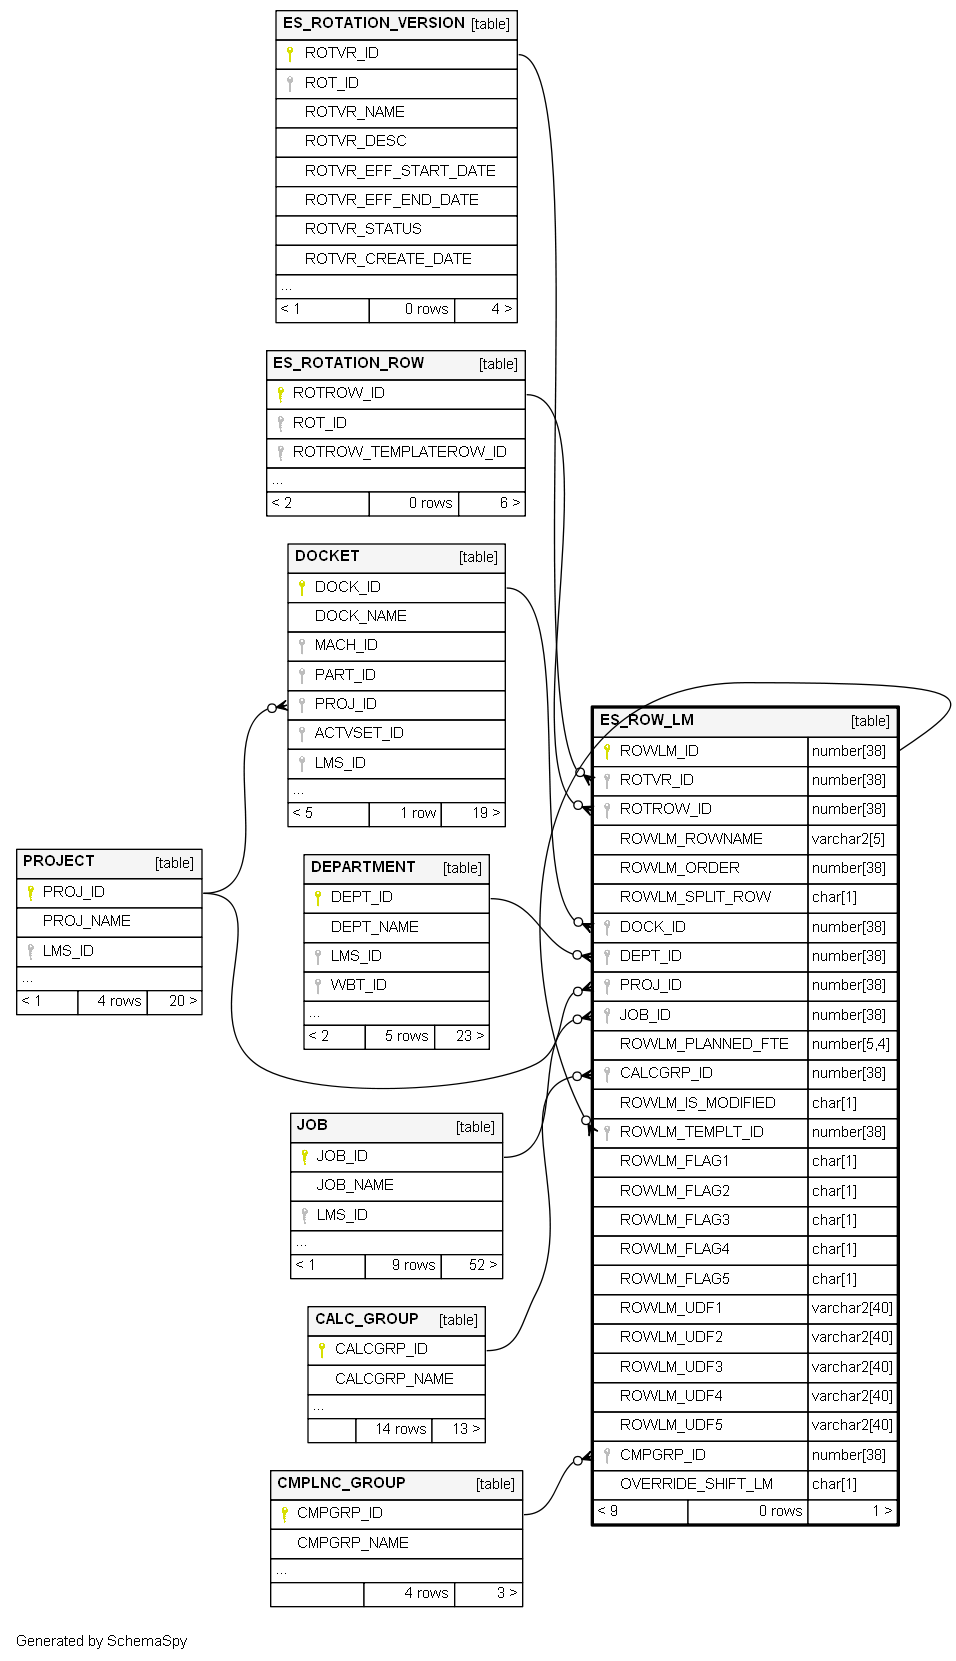 ES_ROTATION_VERSION [table]
ROTVR_ID
ROT_ID
ROTVR_NAME
ROTVR_DESC
ROTVR_EFF_START_DATE
ROTVR_EFF_END_DATE
ROTVR_STATUS
ROTVR_CREATE_DATE
...
< 1 0 rows 4 >
ES_ROTATION_ROW [table]
ROTROW_ID
ROT_ID
ROTROW_TEMPLATEROW_ID
...
< 2 0 rows 6 >
DOCKET [table]
DOCK_ID
DOCK_NAME
MACH_ID
PART_ID
PROJ_ID
ACTVSET_ID
LMS_ID
...
< 5 1 row 19 >
PROJECT [table]
PROJ_ID
PROJ_NAME
LMS_ID
...
< 1 4 rows 20 >
DEPARTMENT [table]
DEPT_ID
DEPT_NAME
LMS_ID
WBT_ID
...
< 2 5 rows 23 >
JOB [table]
JOB_ID
JOB_NAME
LMS_ID
...
< 1 9 rows 52 >
CALC_GROUP [table]
CALCGRP_ID
CALCGRP_NAME
...
14 rows 13 >
CMPLNC_GROUP [table]
CMPGRP_ID
CMPGRP_NAME
...
4 rows 3 >
ES_ROW_LM [table]
ROWLM_ID number[38]
ROTVR_ID number[38]
ROTROW_ID number[38]
ROWLM_ROWNAME varchar2[5]
ROWLM_ORDER number[38]
ROWLM_SPLIT_ROW char[1]
DOCK_ID number[38]
DEPT_ID number[38]
PROJ_ID number[38]
JOB_ID number[38]
ROWLM_PLANNED_FTE number[5,4]
CALCGRP_ID number[38]
ROWLM_IS_MODIFIED char[1]
ROWLM_TEMPLT_ID number[38]
ROWLM_FLAG1 char[1]
ROWLM_FLAG2 char[1]
ROWLM_FLAG3 char[1]
ROWLM_FLAG4 char[1]
ROWLM_FLAG5 char[1]
ROWLM_UDF1 varchar2[40]
ROWLM_UDF2 varchar2[40]
ROWLM_UDF3 varchar2[40]
ROWLM_UDF4 varchar2[40]
ROWLM_UDF5 varchar2[40]
CMPGRP_ID number[38]
OVERRIDE_SHIFT_LM char[1]
< 9 0 rows 1 >
Generated by SchemaSpy